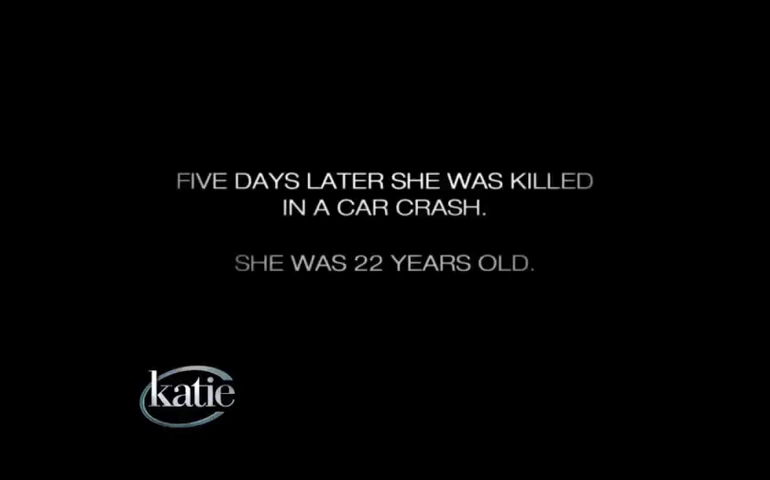 FIVE DAYS LATER SHE WAS KILLED
IN A CAR CRASH.
SHE WAS 22 YEARS OLD.
katie